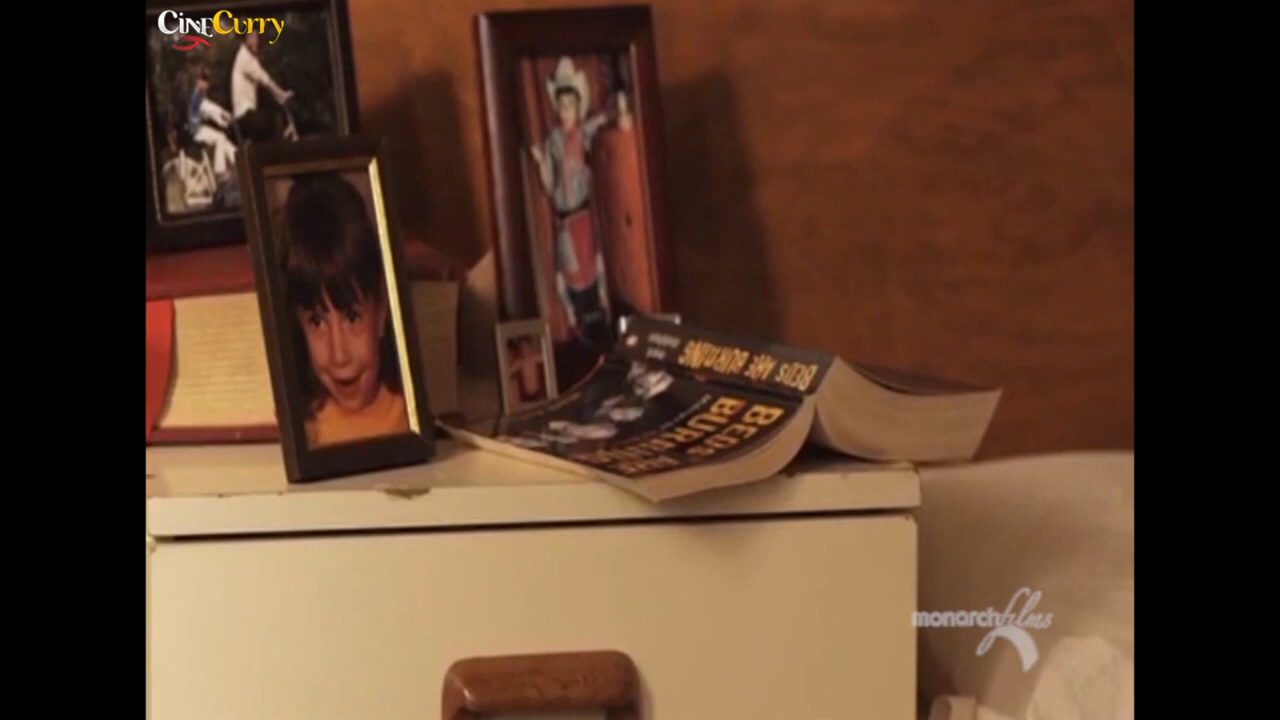 CineCurry
BEDS ARE BURNING
BEDS
ARE
BURNING
monarchfilms